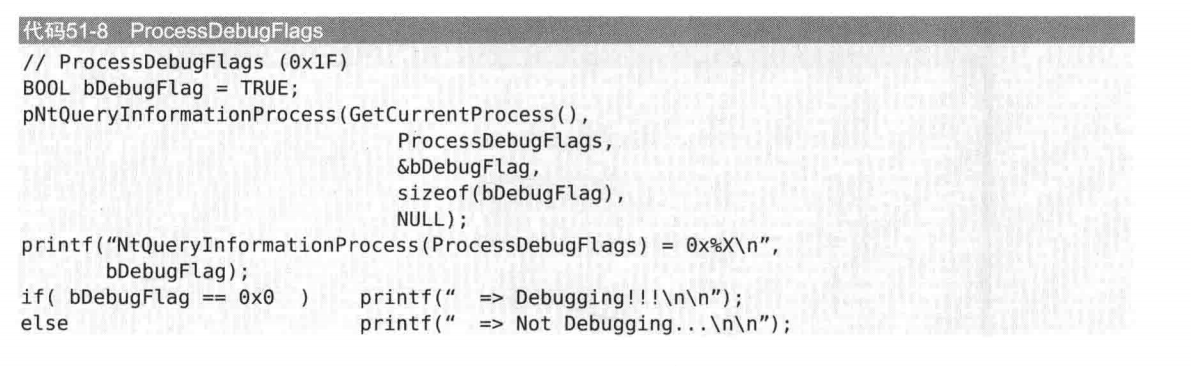 代码51-8 ProcessDebugFlags
// ProcessDebugFlags (0x1F)
BOOL bDebugFlag = TRUE;
pNtQueryInformationProcess(GetCurrentProcess(),
                           ProcessDebugFlags,
                           &bDebugFlag,
                           sizeof(bDebugFlag),
                           NULL);
printf(“NtQueryInformationProcess(ProcessDebugFlags) = 0x%X\n”,
       bDebugFlag);
if( bDebugFlag == 0x0  )    printf(“  => Debugging!!!\n\n”);
else                        printf(“  => Not Debugging...\n\n”);